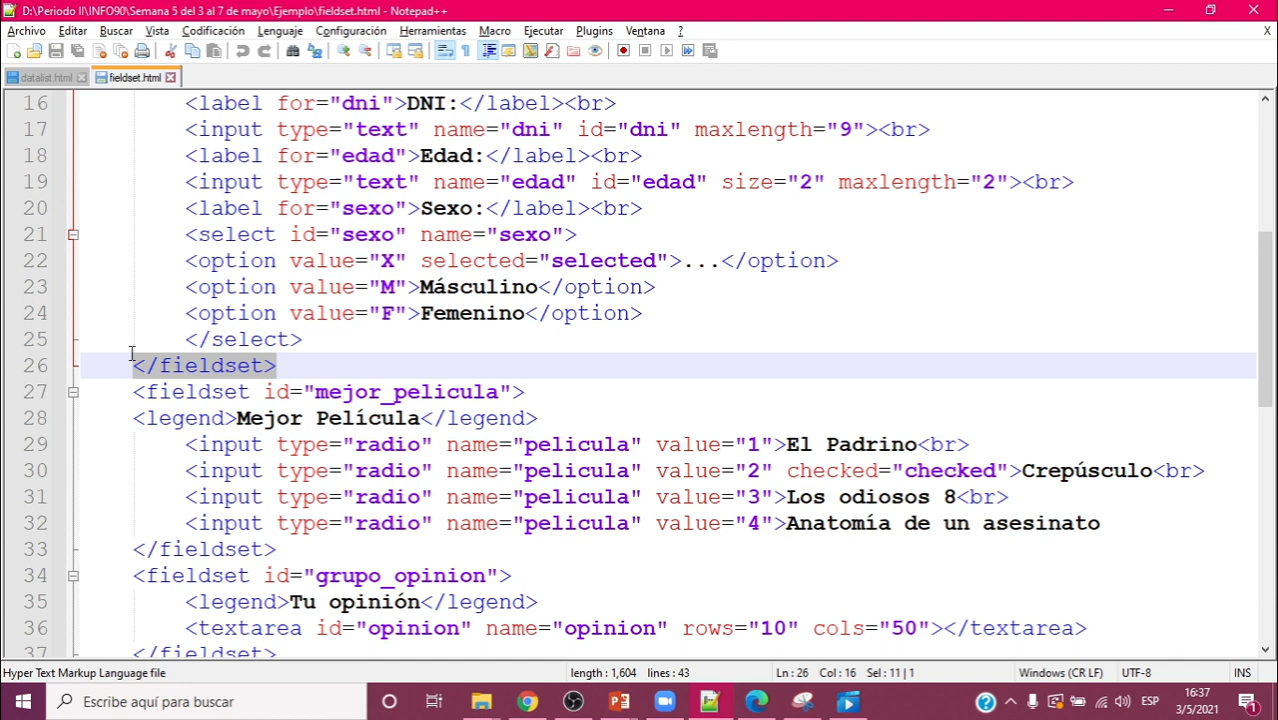 D:\Periodo II\INFO90\Semana 5 del 3 al 7 de mayo\Ejemplo\fieldset.html - Notepad++
Archivo Editar Buscar Vista Codificación Lenguaje Configuración Herramientas Macro Ejecutar Plugins Ventana ? X
datalist.html fieldset.html
16 <label for="dni">DNI:</label><br>
17 <input type="text" name="dni" id="dni" maxlength="9"><br>
18 <label for="edad">Edad:</label><br>
19 <input type="text" name="edad" id="edad" size="2" maxlength="2"><br>
20 <label for="sexo">Sexo:</label><br>
21 <select id="sexo" name="sexo">
22 <option value="X" selected="selected">...</option>
23 <option value="M">Másculino</option>
24 <option value="F">Femenino</option>
25 </select>
26 </fieldset>
27 <fieldset id="mejor_pelicula">
28 <legend>Mejor Película</legend>
29 <input type="radio" name="pelicula" value="1">El Padrino<br>
30 <input type="radio" name="pelicula" value="2" checked="checked">Crepúsculo<br>
31 <input type="radio" name="pelicula" value="3">Los odiosos 8<br>
32 <input type="radio" name="pelicula" value="4">Anatomía de un asesinato
33 </fieldset>
34 <fieldset id="grupo_opinion">
35 <legend>Tu opinión</legend>
36 <textarea id="opinion" name="opinion" rows="10" cols="50"></textarea>
37 </fieldset>
Hyper Text Markup Language file length : 1,604 lines : 43 Ln : 26 Col : 16 Sel : 11 | 1 Windows (CR LF) UTF-8 INS
Escribe aquí para buscar ESP 16:37
3/5/2021